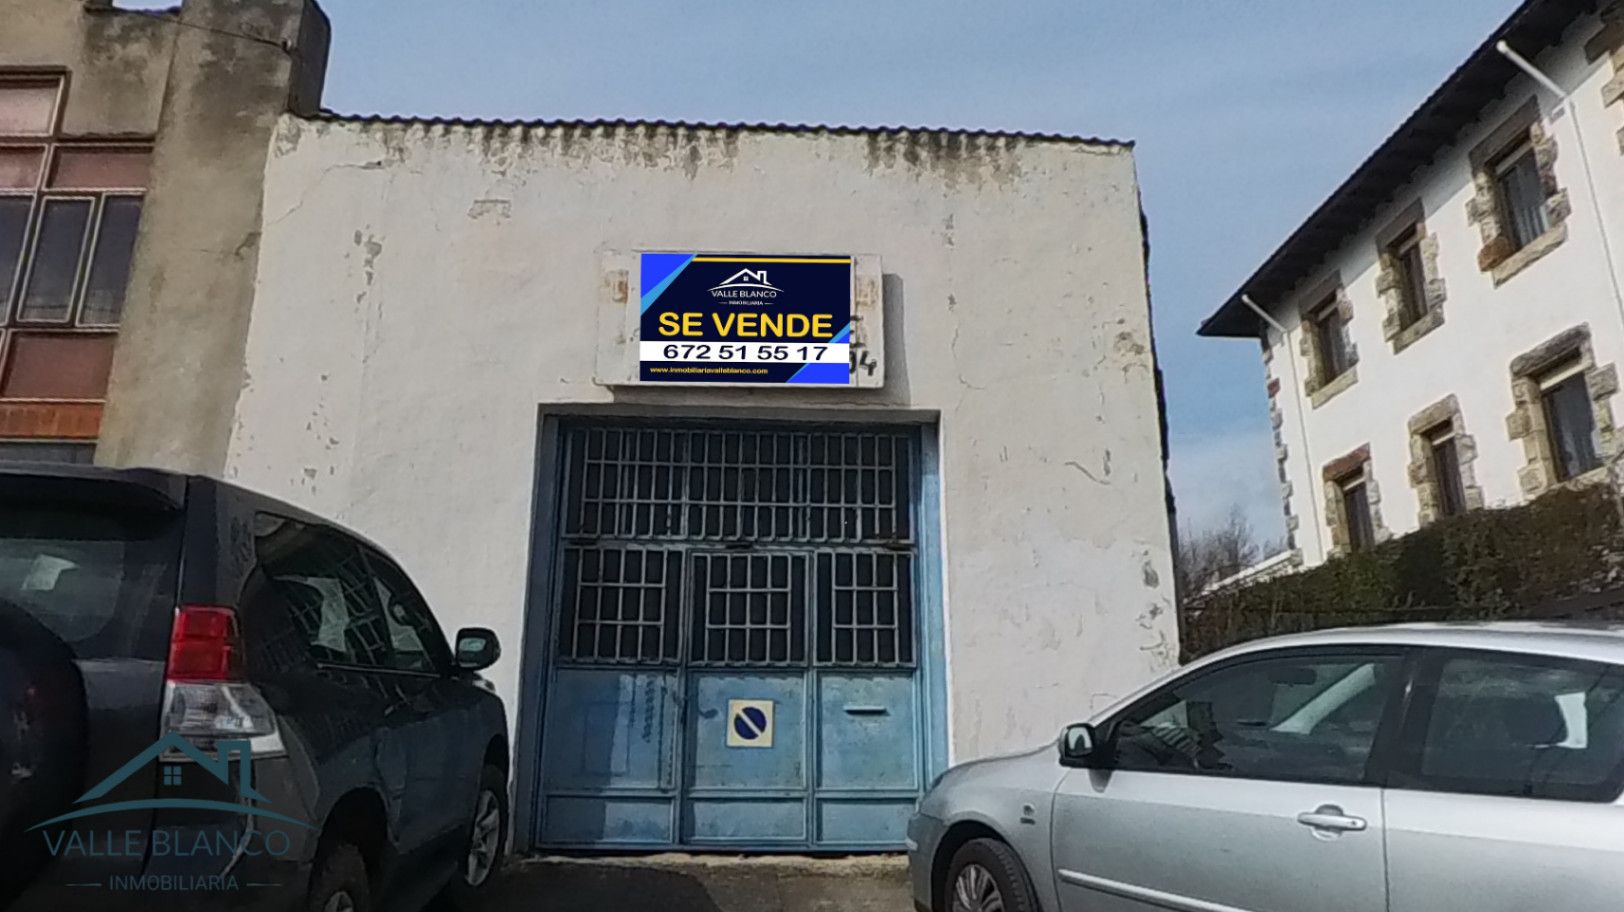 VALLE BLANCO
INMOBILIARIA
SE VENDE
672 51 55 17
www.inmobiliariavalleblanco.com
VALLE BLANCO
INMOBILIARIA